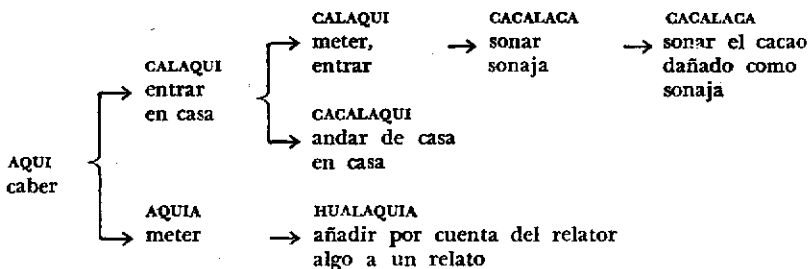 CALAQUI
meter,
entrar
CACALACA
sonar
sonaja
CACALACA
sonar el cacao
dañado como
sonaja
CALAQUI
entrar
en casa
CACALAQUI
andar de casa
en casa
AQUI
caber
AQUIA
meter
HUALAQUIA
añadir por cuenta del relator
algo a un relato